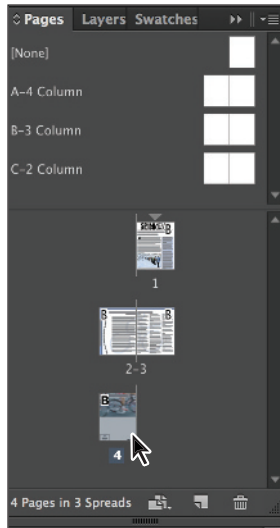 Pages Layers Swatches
[None]
A-4 Column
B-3 Column
C-2 Column
B
1
B B
2-3
B
4
4 Pages in 3 Spreads